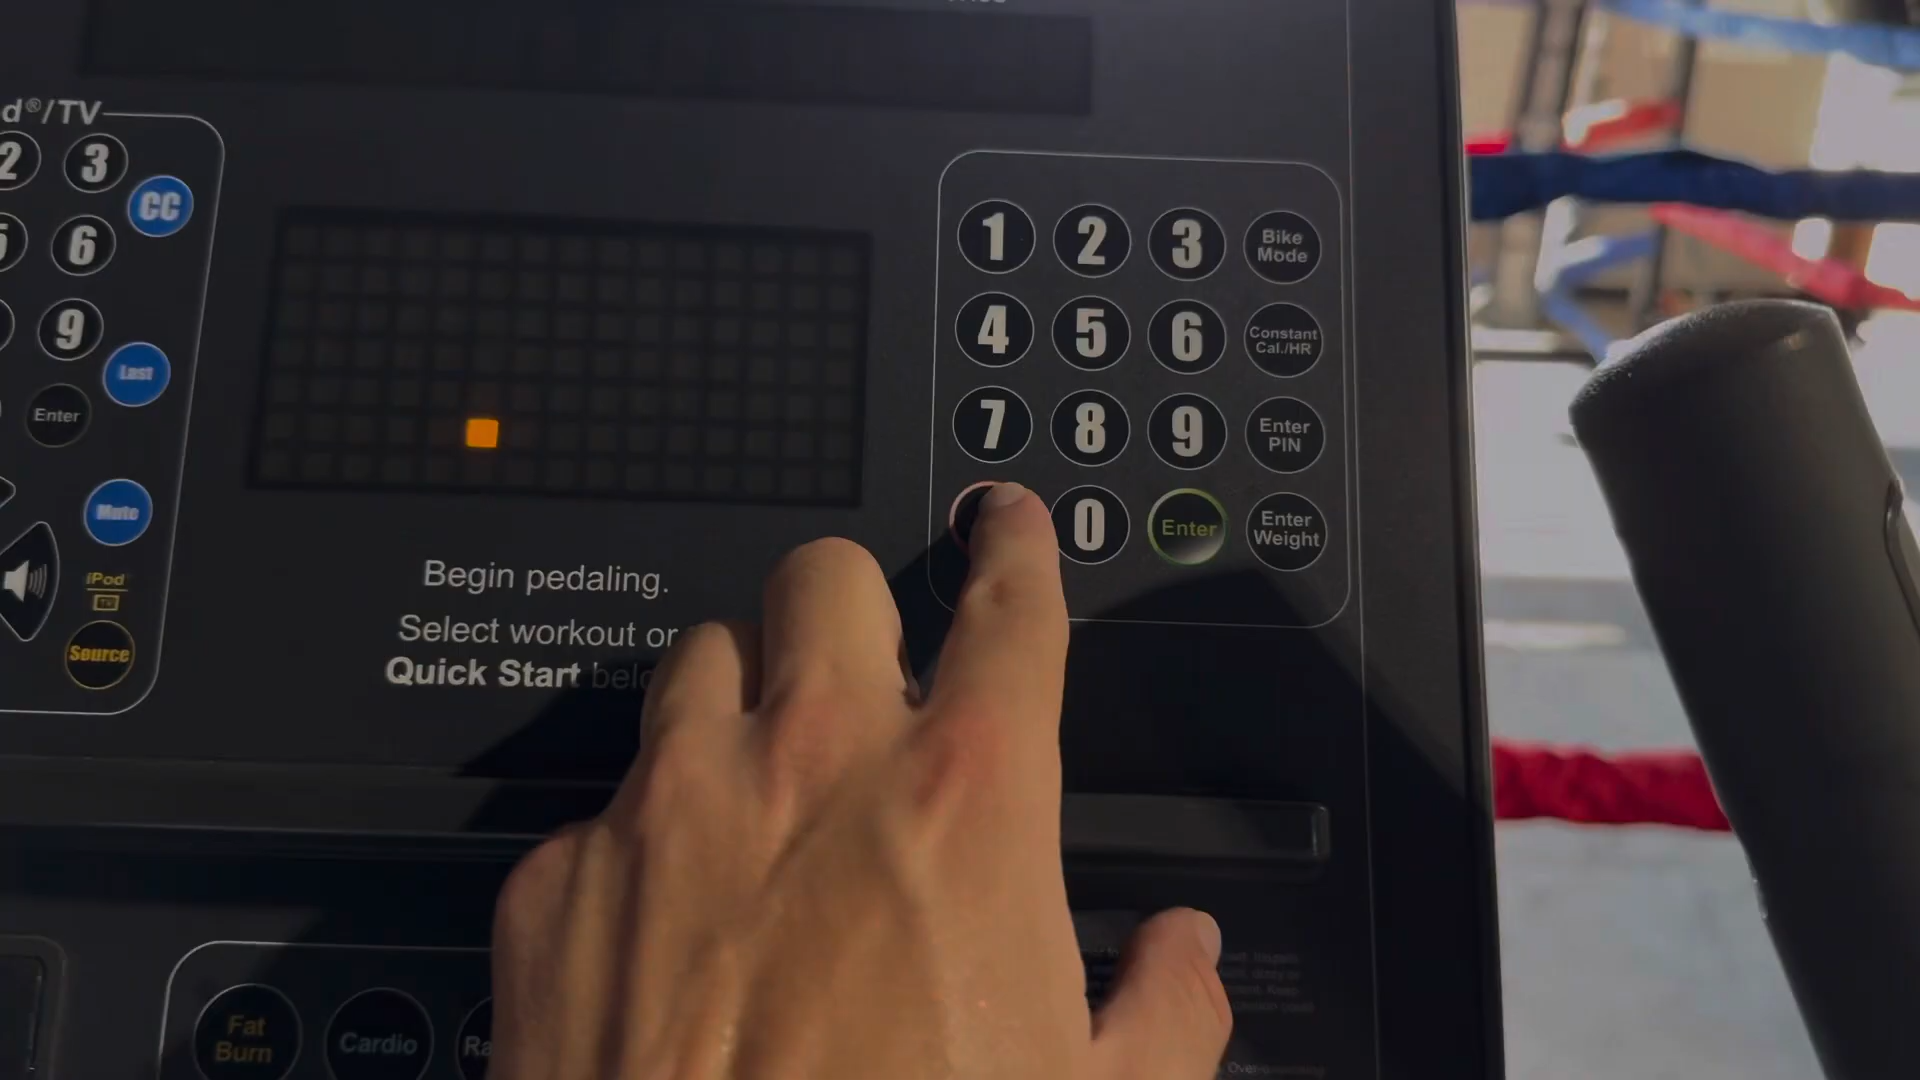 d®/TV
2 3
CC
6
9
Last
Enter
Mute
iPod
TV
Source
1 2 3 Bike Mode
4 5 6 Constant Cal./HR
7 8 9 Enter PIN
0 Enter Enter Weight
Begin pedaling.
Select workout or
Quick Start
Fat
Burn
Cardio